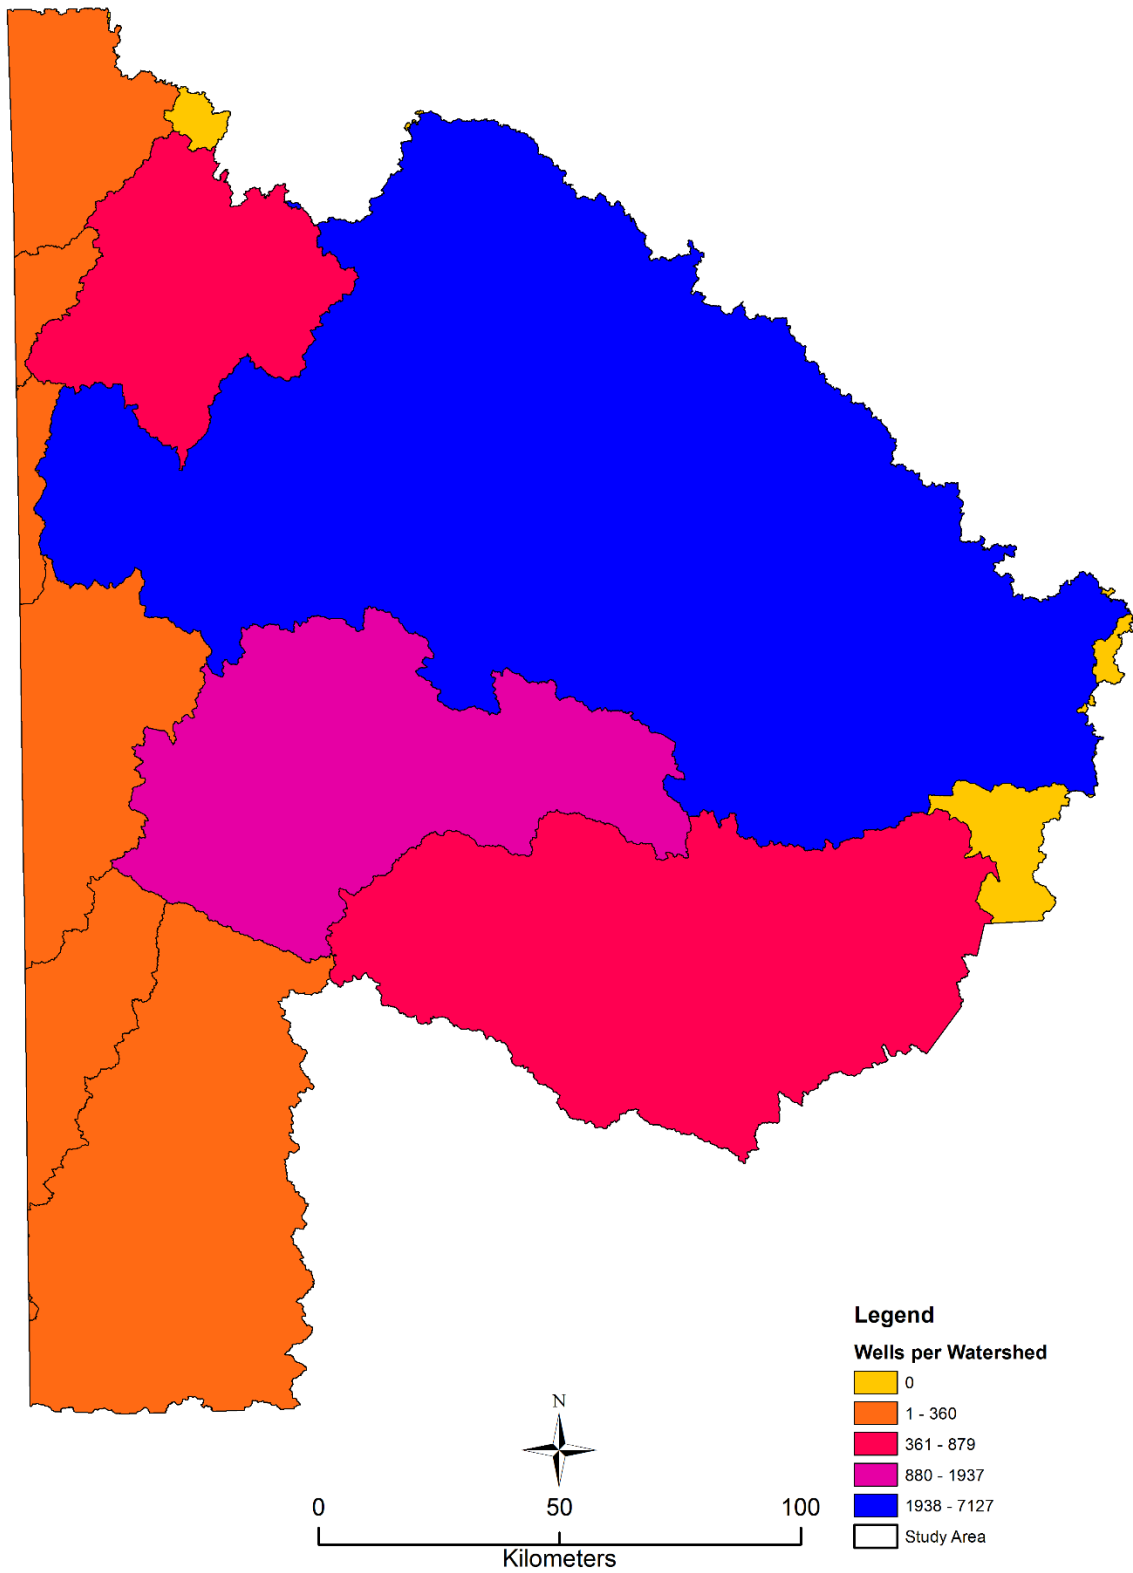 Legend
Wells per Watershed
0
1 - 360
361 - 879
880 - 1937
1938 - 7127
Study Area
N
0 50 100
Kilometers